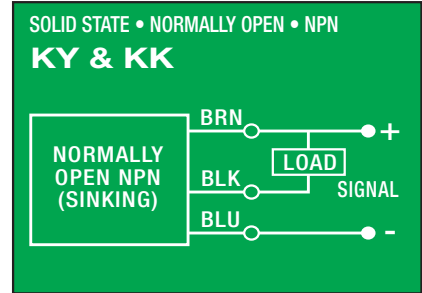 SOLID STATE • NORMALLY OPEN • NPN
KY & KK
BRN
+
NORMALLY
OPEN NPN
(SINKING)
LOAD
BLK
SIGNAL
BLU
-